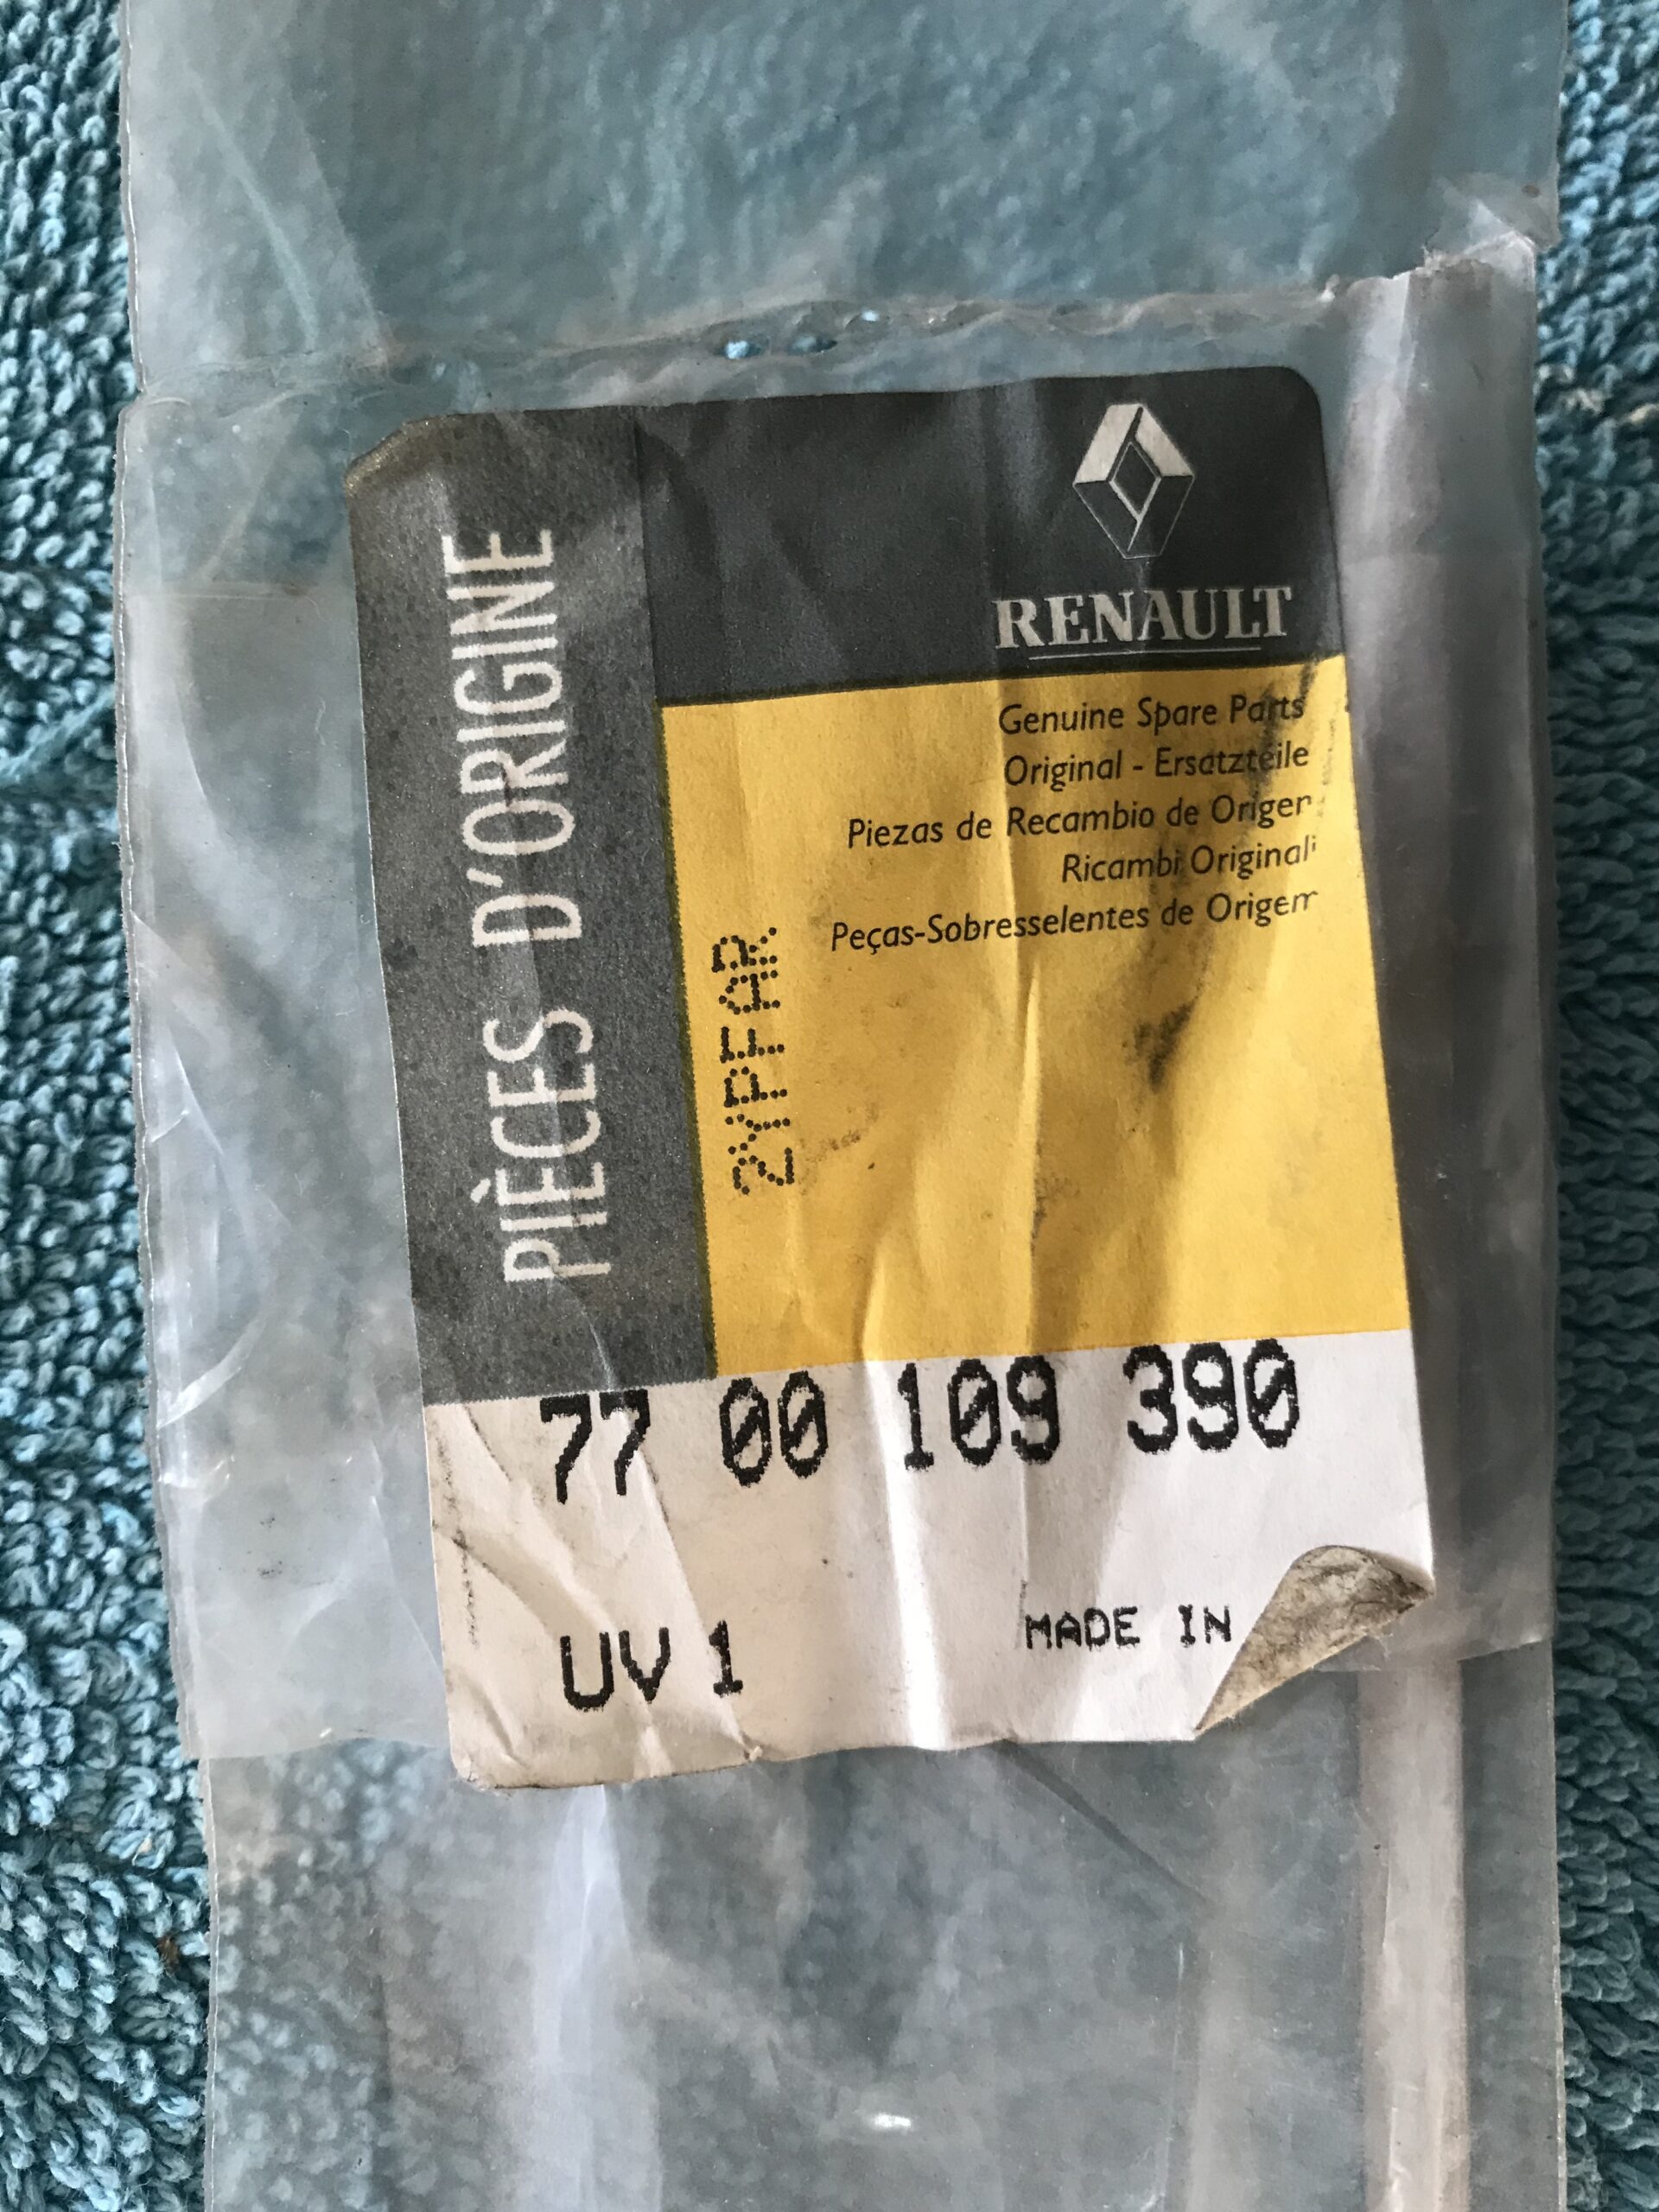 PIÈCES D'ORIGINE
RENAULT
Genuine Spare Parts
Original - Ersatzteile
Piezas de Recambio de Origen
Ricambi Originali
Peças-Sobresselentes de Origem
2YPFAR
77 00 109 390
UV 1
MADE IN